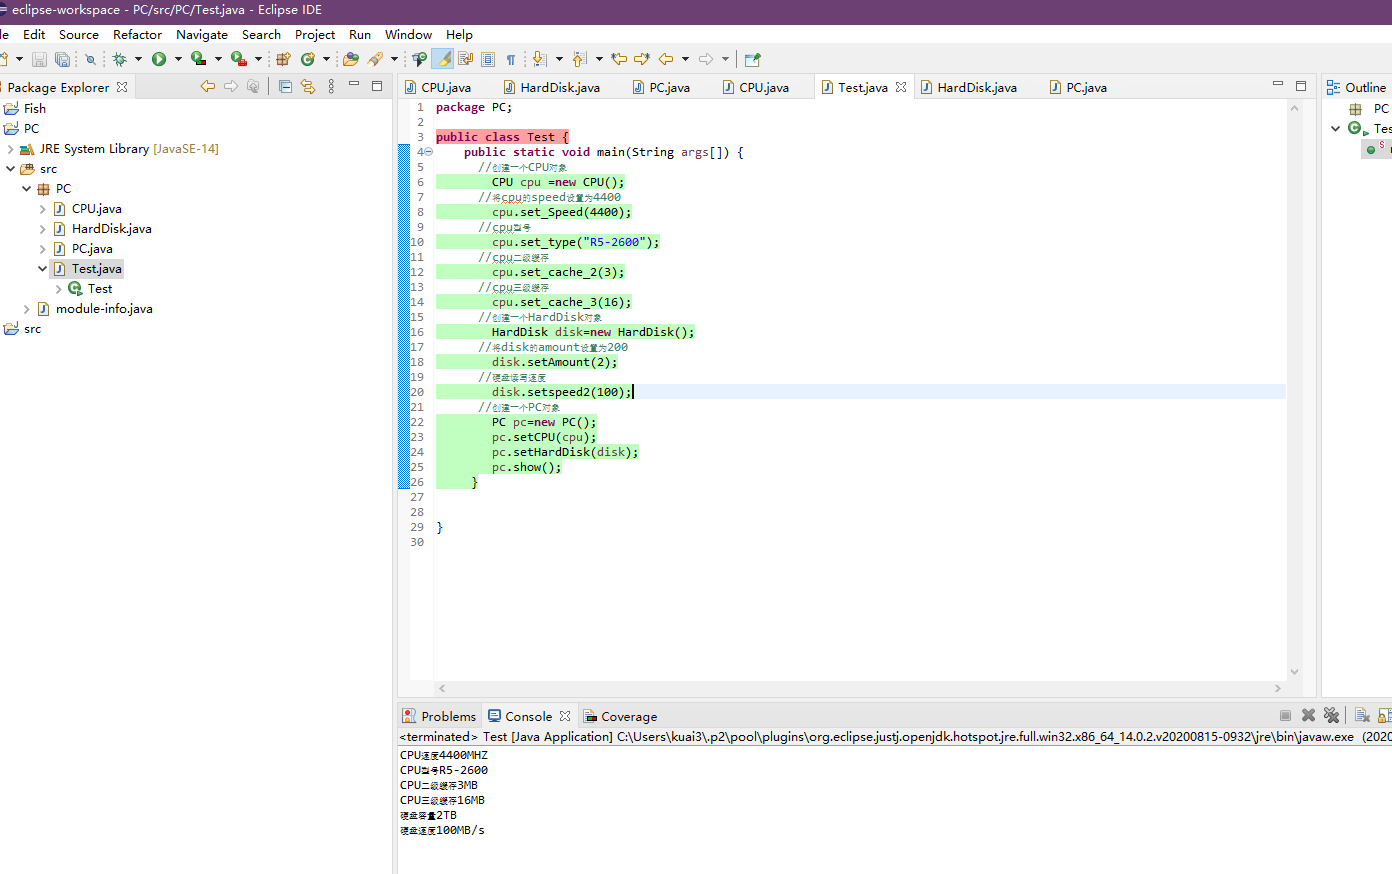 eclipse-workspace - PC/src/PC/Test.java - Eclipse IDE
le Edit Source Refactor Navigate Search Project Run Window Help
Package Explorer
Fish
PC
JRE System Library [JavaSE-14]
src
PC
CPU.java
HardDisk.java
PC.java
Test.java
Test
module-info.java
src
CPU.java HardDisk.java PC.java CPU.java Test.java HardDisk.java PC.java
1 package PC;
2
3 public class Test {
4 public static void main(String args[]) {
5 //创建一个CPU对象
6 CPU cpu =new CPU();
7 //将cpu的speed设置为4400
8 cpu.set_Speed(4400);
9 //cpu型号
10 cpu.set_type("R5-2600");
11 //cpu二级缓存
12 cpu.set_cache_2(3);
13 //cpu三级缓存
14 cpu.set_cache_3(16);
15 //创建一个HardDisk对象
16 HardDisk disk=new HardDisk();
17 //将disk的amount设置为200
18 disk.setAmount(2);
19 //硬盘读写速度
20 disk.setspeed2(100);
21 //创建一个PC对象
22 PC pc=new PC();
23 pc.setCPU(cpu);
24 pc.setHardDisk(disk);
25 pc.show();
26 }
27
28
29 }
30
Outline
PC
Tes
Problems Console Coverage
<terminated> Test [Java Application] C:\Users\kuai3\.p2\pool\plugins\org.eclipse.justj.openjdk.hotspot.jre.full.win32.x86_64_14.0.2.v20200815-0932\jre\bin\javaw.exe (2020
CPU速度4400MHZ
CPU型号R5-2600
CPU二级缓存3MB
CPU三级缓存16MB
硬盘容量2TB
硬盘速度100MB/s